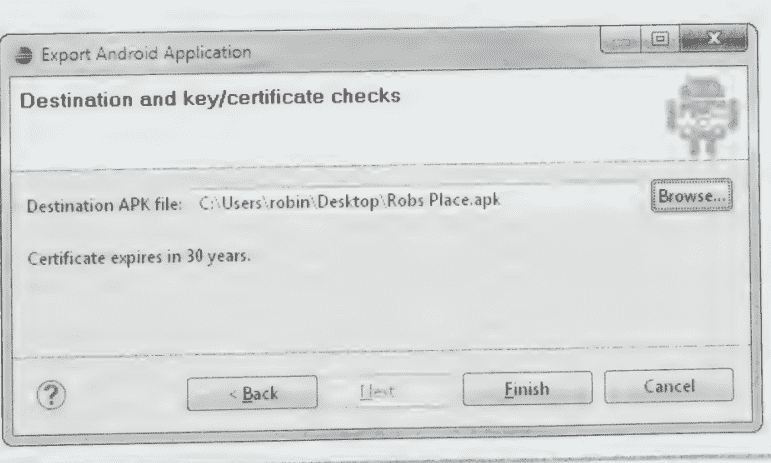 Export Android Application
Destination and key/certificate checks
Destination APK file: C:\Users\robin\Desktop\Robs Place.apk Browse...
Certificate expires in 30 years.
? < Back Next Finish Cancel